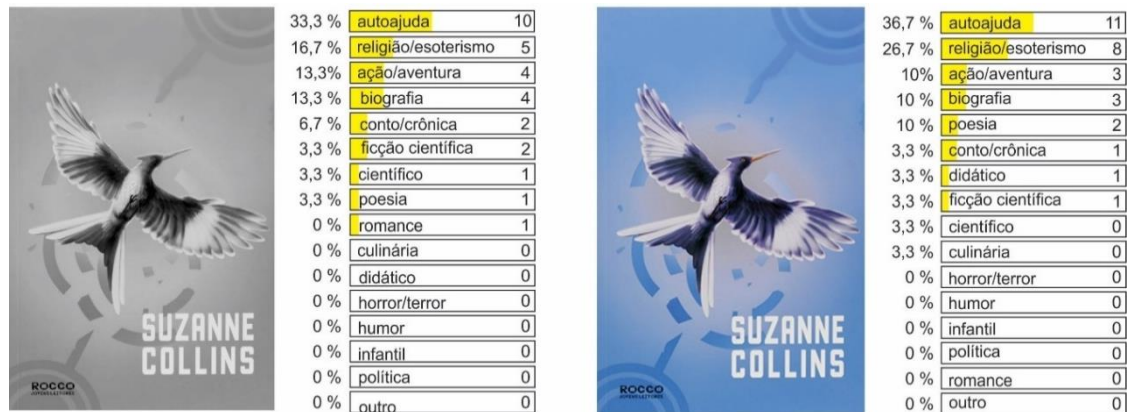 SUZANNE
COLLINS
ROCCO
JOVENS LEITORES
33,3 % autoajuda 10
16,7 % religião/esoterismo 5
13,3% ação/aventura 4
13,3 % biografia 4
6,7 % conto/crônica 2
3,3 % ficção científica 2
3,3 % científico 1
3,3 % poesia 1
0 % romance 1
0 % culinária 0
0 % didático 0
0 % horror/terror 0
0 % humor 0
0 % infantil 0
0 % política 0
0 % outro 0
SUZANNE
COLLINS
ROCCO
JOVENS LEITORES
36,7 % autoajuda 11
26,7 % religião/esoterismo 8
10% ação/aventura 3
10 % biografia 3
10 % poesia 2
3,3 % conto/crônica 1
3,3 % didático 1
3,3 % ficção científica 1
3,3 % científico 0
3,3 % culinária 0
0 % horror/terror 0
0 % humor 0
0 % infantil 0
0 % política 0
0 % romance 0
0 % outro 0